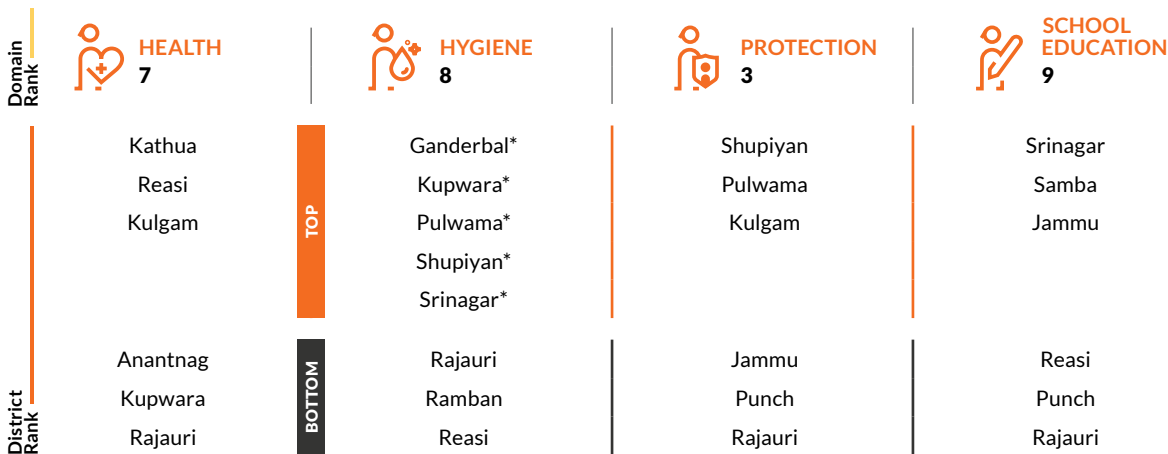 Domain
Rank
HEALTH
7
HYGIENE
8
PROTECTION
3
SCHOOL
EDUCATION
9
District
Rank
TOP
Kathua
Reasi
Kulgam
Ganderbal*
Kupwara*
Pulwama*
Shupiyan*
Srinagar*
Shupiyan
Pulwama
Kulgam
Srinagar
Samba
Jammu
BOTTOM
Anantnag
Kupwara
Rajauri
Rajauri
Ramban
Reasi
Jammu
Punch
Rajauri
Reasi
Punch
Rajauri